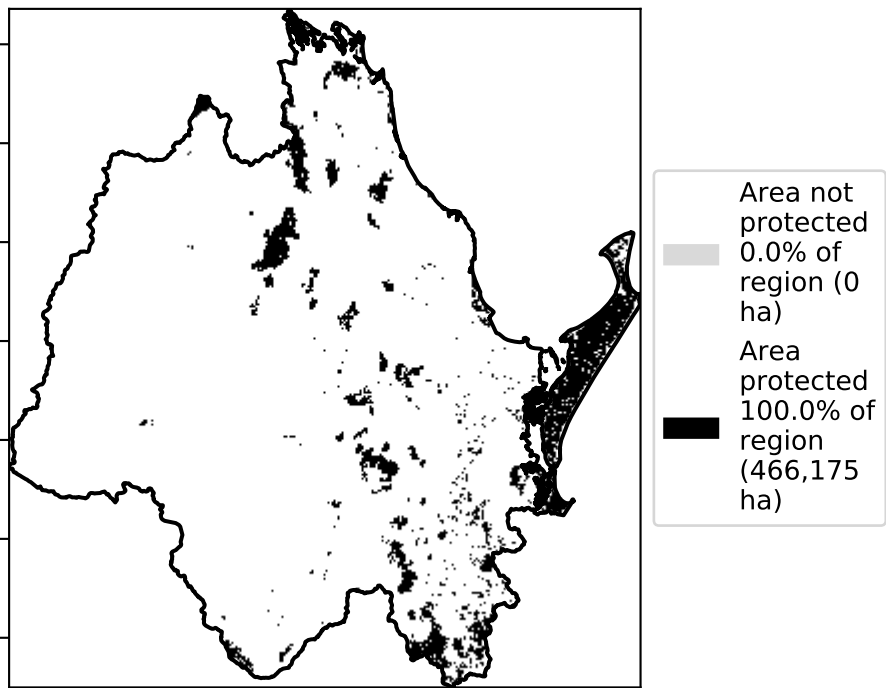 Area not
protected
0.0% of
region (0
ha)
Area
protected
100.0% of
region
(466,175
ha)